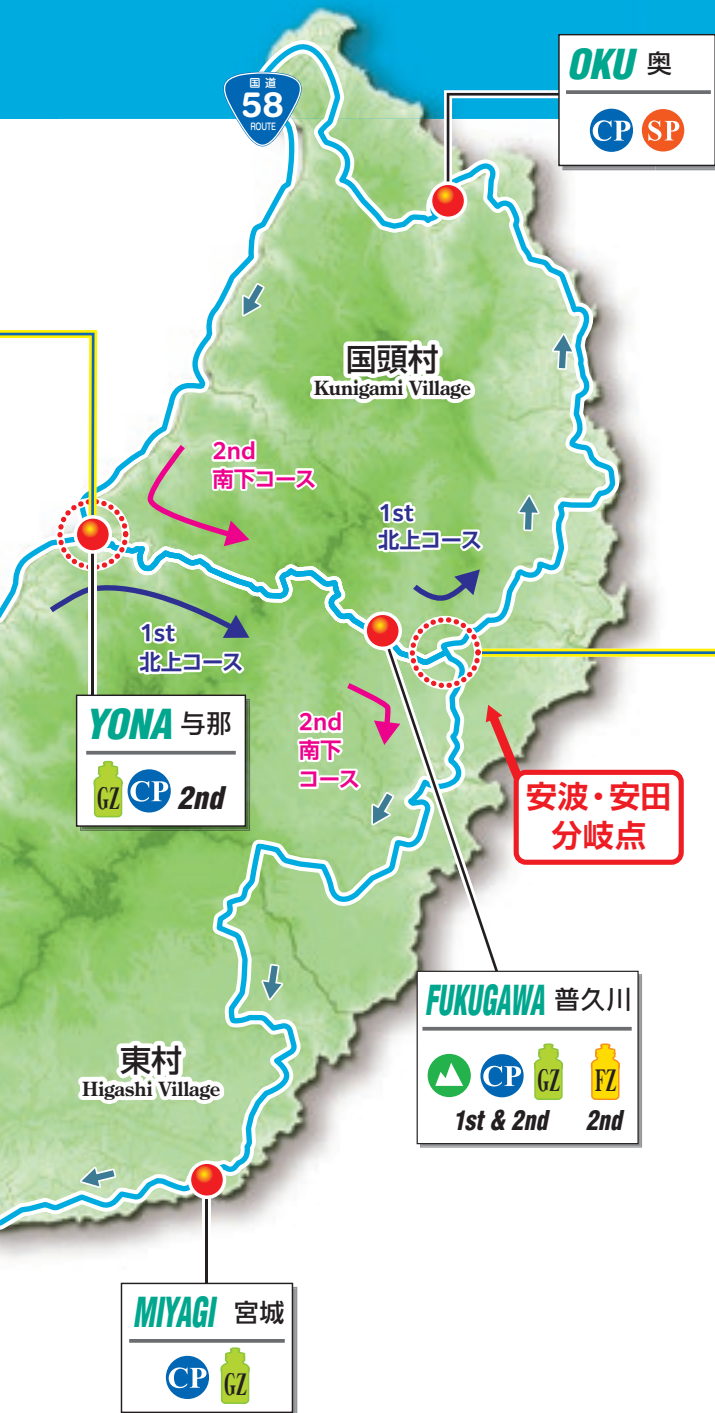 国道
58
ROUTE
OKU 奥
CP SP
国頭村
Kunigami Village
2nd
南下コース
1st
北上コース
1st
北上コース
YONA 与那
GZ CP 2nd
2nd
南下
コース
安波・安田
分岐点
FUKUGAWA 普久川
CP GZ FZ
1st & 2nd 2nd
東村
Higashi Village
MIYAGI 宮城
CP GZ